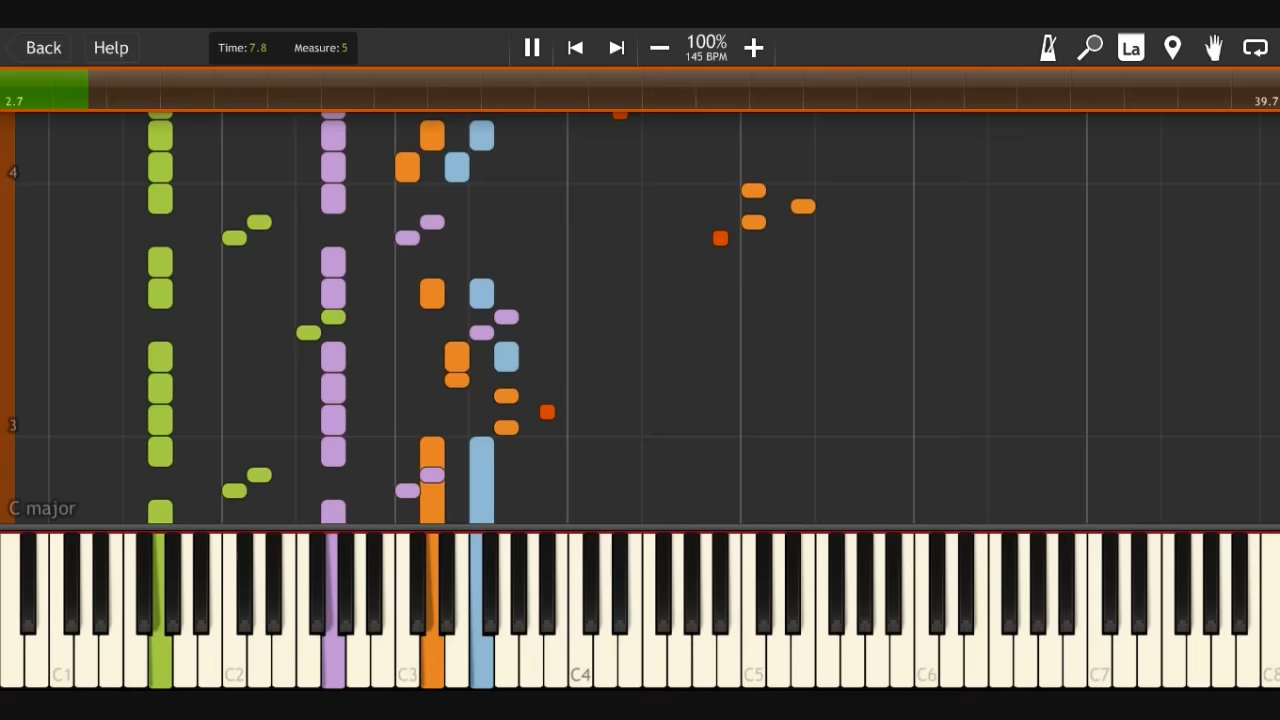 Back Help Time:7.8 Measure:5 100% La
145 BPM
2.7 39.7
4
3
C major
C1 C2 C3 C4 C5 C6 C7 C8